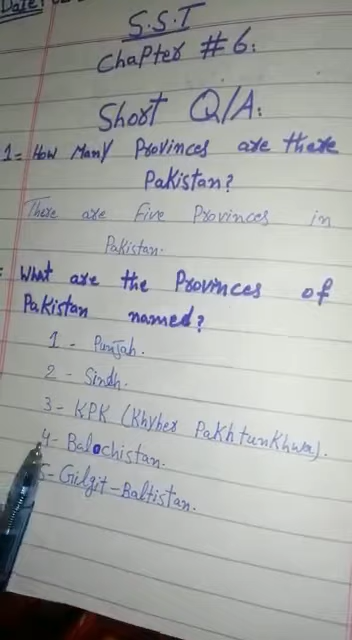 Date:
S.S.T
Chapter #6.
Short Q/A.
1= How Many Provinces are there
Pakistan?
There are Five Provinces in
Pakistan.
= What are the Provinces of
Pakistan named?
1 - Punjab.
2 - Sindh.
3 - KPK (Khyber Pakhtunkhwa).
4 - Balochistan.
5 - Gilgit-Baltistan.